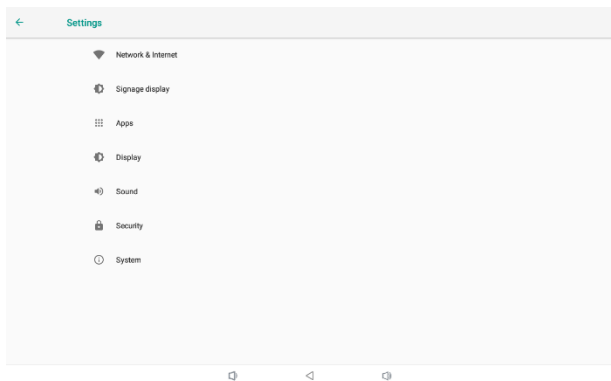 Settings
Network & Internet
Signage display
Apps
Display
Sound
Security
System